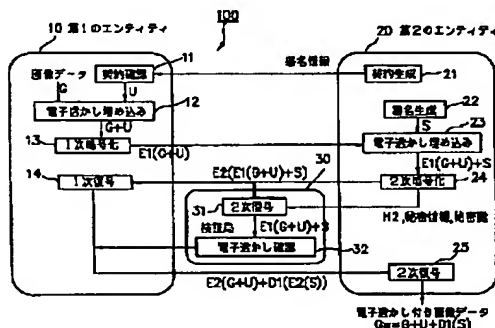 100
10 第1のエンティティ
20 第2のエンティティ
画像データ
契約確認
11
署名情報
契約生成
21
G
U
電子透かし埋め込み
12
署名生成
22
S
23
G+U
13
1次暗号化
E1(G+U)
電子透かし埋め込み
E1(G+U)+S
14
1次復号
E2(E1(G+U)+S)
30
2次暗号化
24
31
2次復号
E1(G+U)+S
検証局
電子透かし確認
32
H2,秘密情報,秘密鍵
25
2次復号
E2(G+U)+D1(E2(S))
電子透かし付き画像データ
Gw=G+U+D1(S)